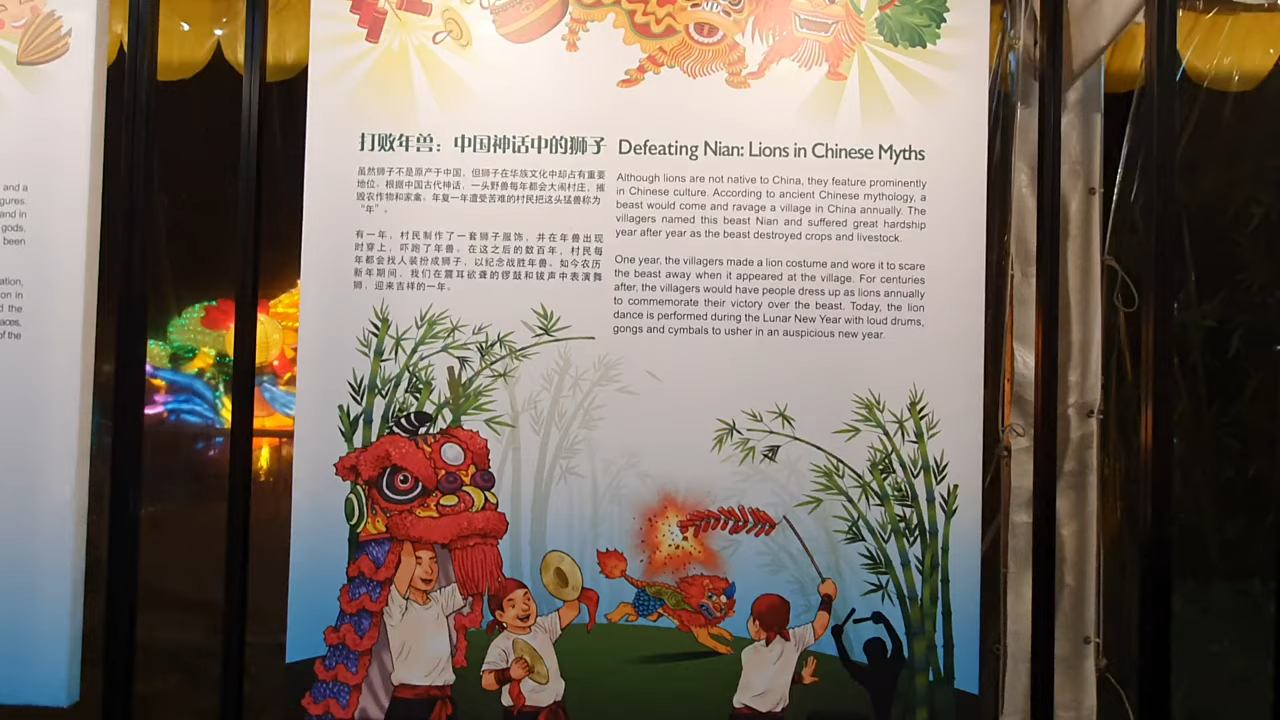 and a
gures.
and in
gods,
been
ation,
on in
d the
aces,
of the
打败年兽：中国神话中的狮子
虽然狮子不是原产于中国，但狮子在华族文化中却占有重要
地位。根据中国古代神话，一头野兽每年都会大闹村庄，摧
毁农作物和家禽。年复一年遭受苦难的村民把这头猛兽称为
“年”。
有一年，村民制作了一套狮子服饰，并在年兽出现
时穿上，吓跑了年兽。在这之后的数百年，村民每
年都会找人装扮成狮子，以纪念战胜年兽。如今农历
新年期间，我们在震耳欲聋的锣鼓和钹声中表演舞
狮，迎来吉祥的一年。
Defeating Nian: Lions in Chinese Myths
Although lions are not native to China, they feature prominently
in Chinese culture. According to ancient Chinese mythology, a
beast would come and ravage a village in China annually. The
villagers named this beast Nian and suffered great hardship
year after year as the beast destroyed crops and livestock.
One year, the villagers made a lion costume and wore it to scare
the beast away when it appeared at the village. For centuries
after, the villagers would have people dress up as lions annually
to commemorate their victory over the beast. Today, the lion
dance is performed during the Lunar New Year with loud drums,
gongs and cymbals to usher in an auspicious new year.